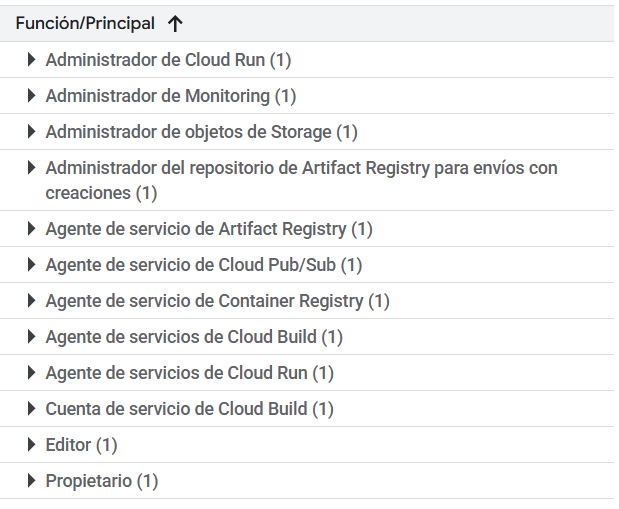 Función/Principal
Administrador de Cloud Run (1)
Administrador de Monitoring (1)
Administrador de objetos de Storage (1)
Administrador del repositorio de Artifact Registry para envíos con
creaciones (1)
Agente de servicio de Artifact Registry (1)
Agente de servicio de Cloud Pub/Sub (1)
Agente de servicio de Container Registry (1)
Agente de servicios de Cloud Build (1)
Agente de servicios de Cloud Run (1)
Cuenta de servicio de Cloud Build (1)
Editor (1)
Propietario (1)